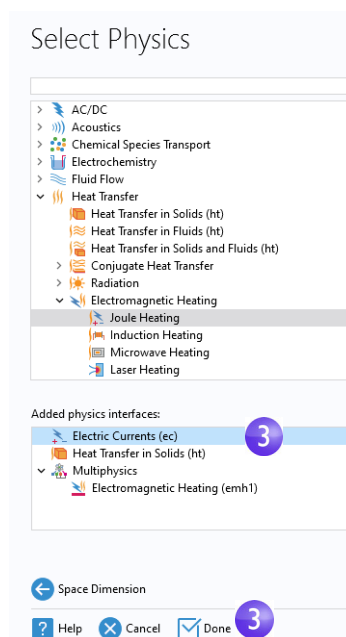 Select Physics
AC/DC
Acoustics
Chemical Species Transport
Electrochemistry
Fluid Flow
Heat Transfer
Heat Transfer in Solids (ht)
Heat Transfer in Fluids (ht)
Heat Transfer in Solids and Fluids (ht)
Conjugate Heat Transfer
Radiation
Electromagnetic Heating
Joule Heating
Induction Heating
Microwave Heating
Laser Heating
Added physics interfaces:
Electric Currents (ec) 3
Heat Transfer in Solids (ht)
Multiphysics
Electromagnetic Heating (emh1)
Space Dimension
? Help Cancel Done 3